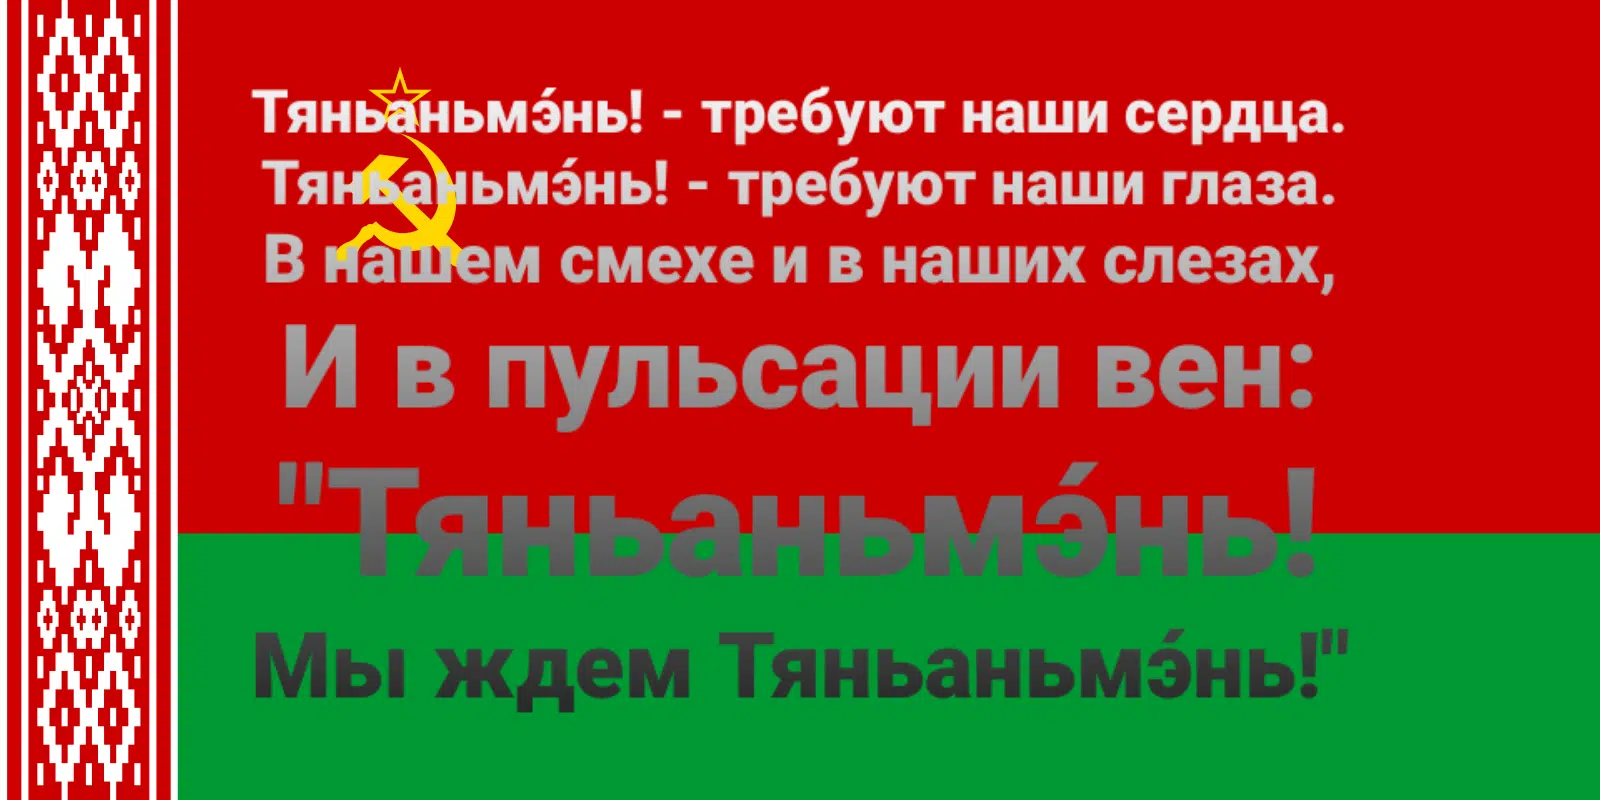 Тяньаньмэ́нь! - требуют наши сердца.
Тяньаньмэ́нь! - требуют наши глаза.
В нашем смехе и в наших слезах,
И в пульсации вен:
"Тяньаньмэ́нь!
Мы ждем Тяньаньмэ́нь!"